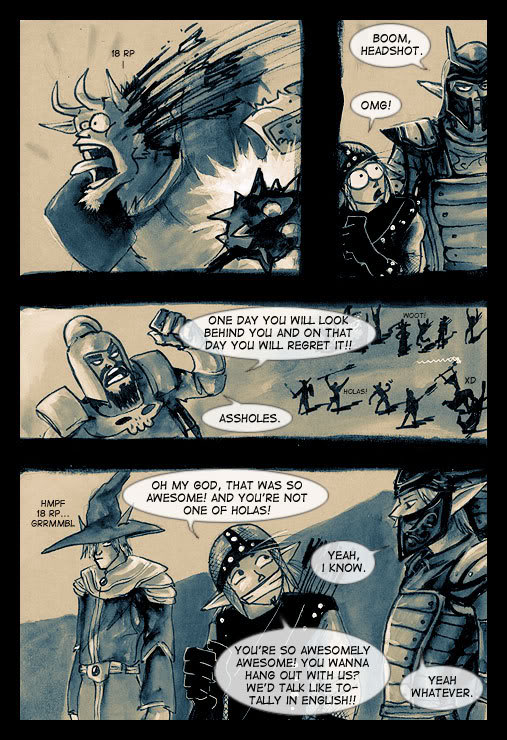 18 RP
BOOM,
HEADSHOT.
OMG!
ONE DAY YOU WILL LOOK
BEHIND YOU AND ON THAT
DAY YOU WILL REGRET IT!!
ASSHOLES.
WOOT!
HOLAS!
XD
HMPF
18 RP...
GRRMMBL
OH MY GOD, THAT WAS SO
AWESOME! AND YOU'RE NOT
ONE OF HOLAS!
YEAH,
I KNOW.
YOU'RE SO AWESOMELY
AWESOME! YOU WANNA
HANG OUT WITH US?
WE'D TALK LIKE TO-
TALLY IN ENGLISH!!
YEAH
WHATEVER.